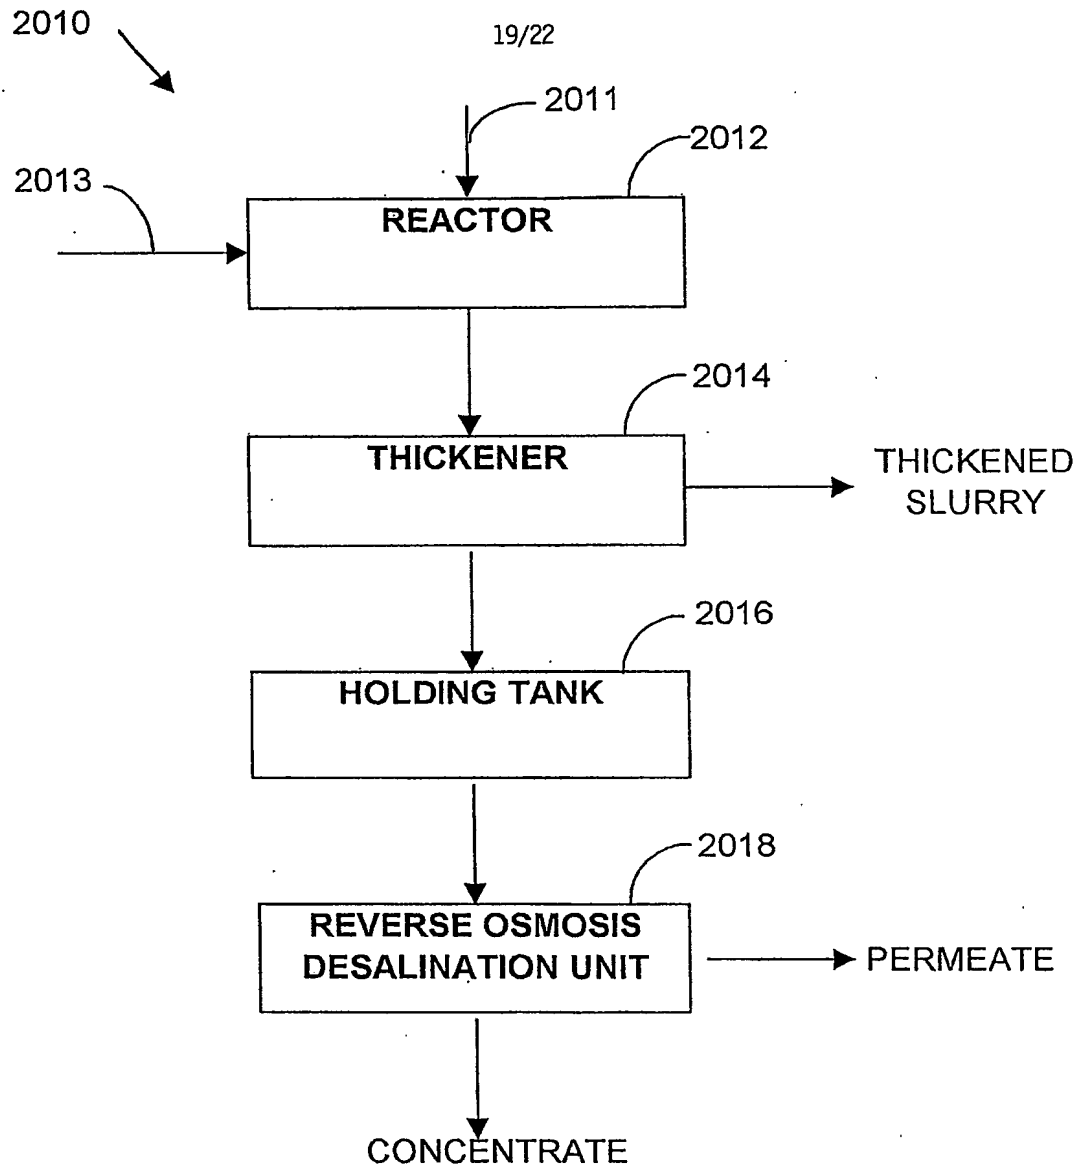 2010
19/22
2011
2012
2013
REACTOR
2014
THICKENER
THICKENED
SLURRY
2016
HOLDING TANK
2018
REVERSE OSMOSIS
DESALINATION UNIT
PERMEATE
CONCENTRATE